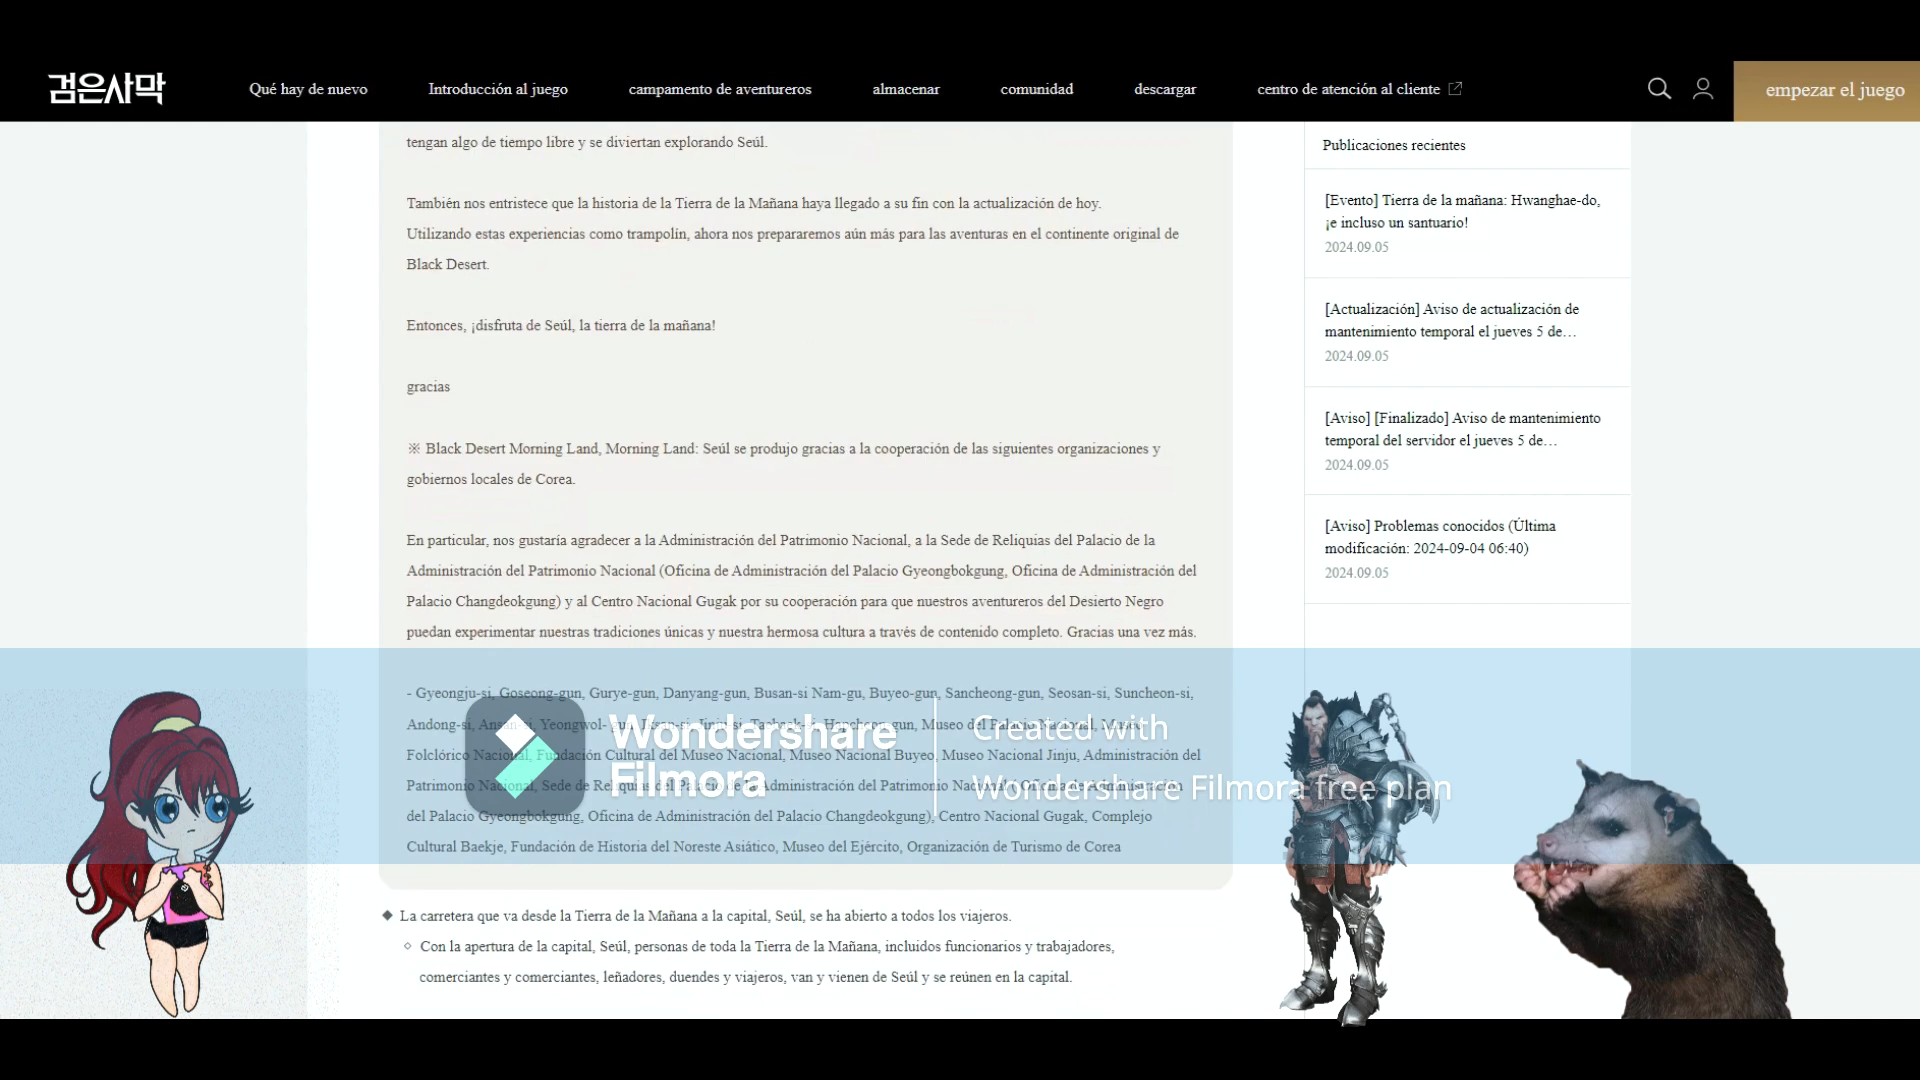 검은사막
Qué hay de nuevo
Introducción al juego
campamento de aventureros
almacenar
comunidad
descargar
centro de atención al cliente
empezar el juego
tengan algo de tiempo libre y se diviertan explorando Seúl.
También nos entristece que la historia de la Tierra de la Mañana haya llegado a su fin con la actualización de hoy.
Utilizando estas experiencias como trampolín, ahora nos prepararemos aún más para las aventuras en el continente original de
Black Desert.
Entonces, ¡disfruta de Seúl, la tierra de la mañana!
gracias
※ Black Desert Morning Land, Morning Land: Seúl se produjo gracias a la cooperación de las siguientes organizaciones y
gobiernos locales de Corea.
En particular, nos gustaría agradecer a la Administración del Patrimonio Nacional, a la Sede de Reliquias del Palacio de la
Administración del Patrimonio Nacional (Oficina de Administración del Palacio Gyeongbokgung, Oficina de Administración del
Palacio Changdeokgung) y al Centro Nacional Gugak por su cooperación para que nuestros aventureros del Desierto Negro
puedan experimentar nuestras tradiciones únicas y nuestra hermosa cultura a través de contenido completo. Gracias una vez más.
- Gyeongju-si, Goseong-gun, Gurye-gun, Danyang-gun, Busan-si Nam-gu, Buyeo-gun, Sancheong-gun, Seosan-si, Suncheon-si,
Andong-si, Museo del Palacio Nacional, Museo
Folclórico Nacional, Fundación Cultural del Museo Nacional, Museo Nacional Buyeo, Museo Nacional Jinju, Administración del
Patrimonio Nacional, Sede de Reliquias del Palacio de la Administración del Patrimonio Nacional (Oficina de Administración
del Palacio Gyeongbokgung, Oficina de Administración del Palacio Changdeokgung), Centro Nacional Gugak, Complejo
Cultural Baekje, Fundación de Historia del Noreste Asiático, Museo del Ejército, Organización de Turismo de Corea
◆ La carretera que va desde la Tierra de la Mañana a la capital, Seúl, se ha abierto a todos los viajeros.
◇ Con la apertura de la capital, Seúl, personas de toda la Tierra de la Mañana, incluidos funcionarios y trabajadores,
comerciantes y comerciantes, leñadores, duendes y viajeros, van y vienen de Seúl y se reúnen en la capital.
Publicaciones recientes
[Evento] Tierra de la mañana: Hwanghae-do,
¡e incluso un santuario!
2024.09.05
[Actualización] Aviso de actualización de
mantenimiento temporal el jueves 5 de…
2024.09.05
[Aviso] [Finalizado] Aviso de mantenimiento
temporal del servidor el jueves 5 de…
2024.09.05
[Aviso] Problemas conocidos (Última
modificación: 2024-09-04 06:40)
2024.09.05
Wondershare
Filmora
Created with
Wondershare Filmora free plan